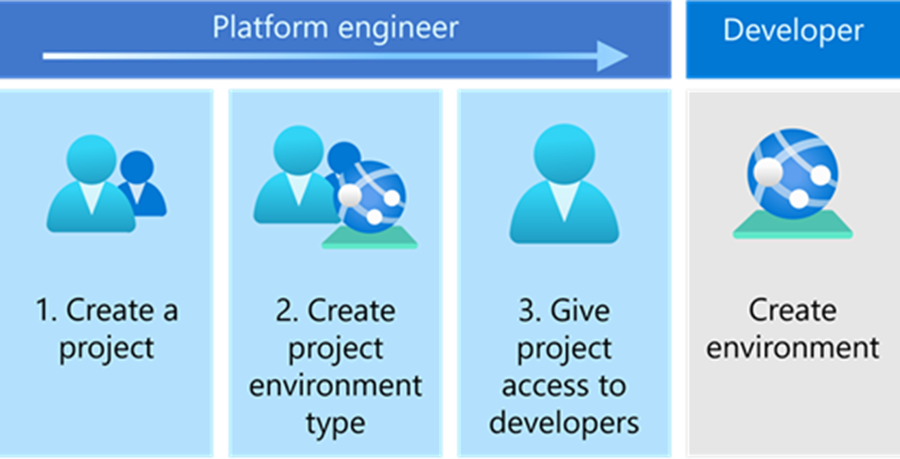 Platform engineer
Developer
1. Create a
project
2. Create
project
environment
type
3. Give
project
access to
developers
Create
environment